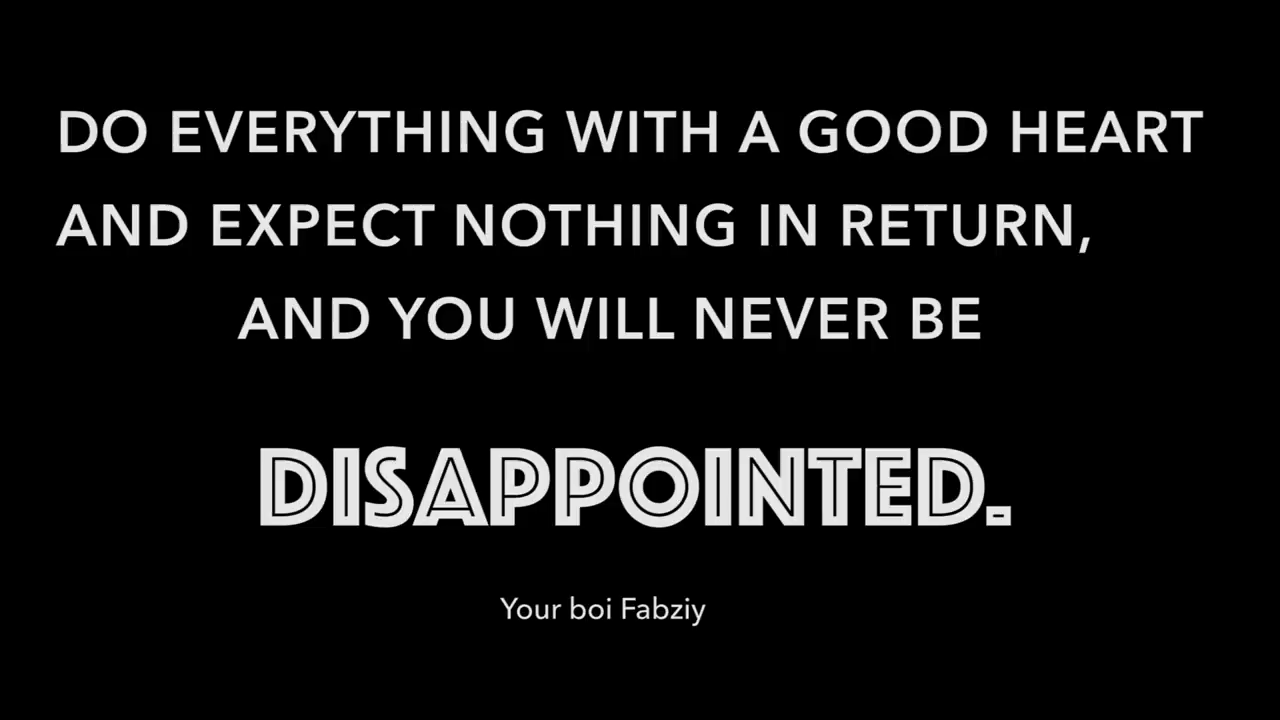 DO EVERYTHING WITH A GOOD HEART
AND EXPECT NOTHING IN RETURN,
AND YOU WILL NEVER BE
DISAPPOINTED.
Your boi Fabziy